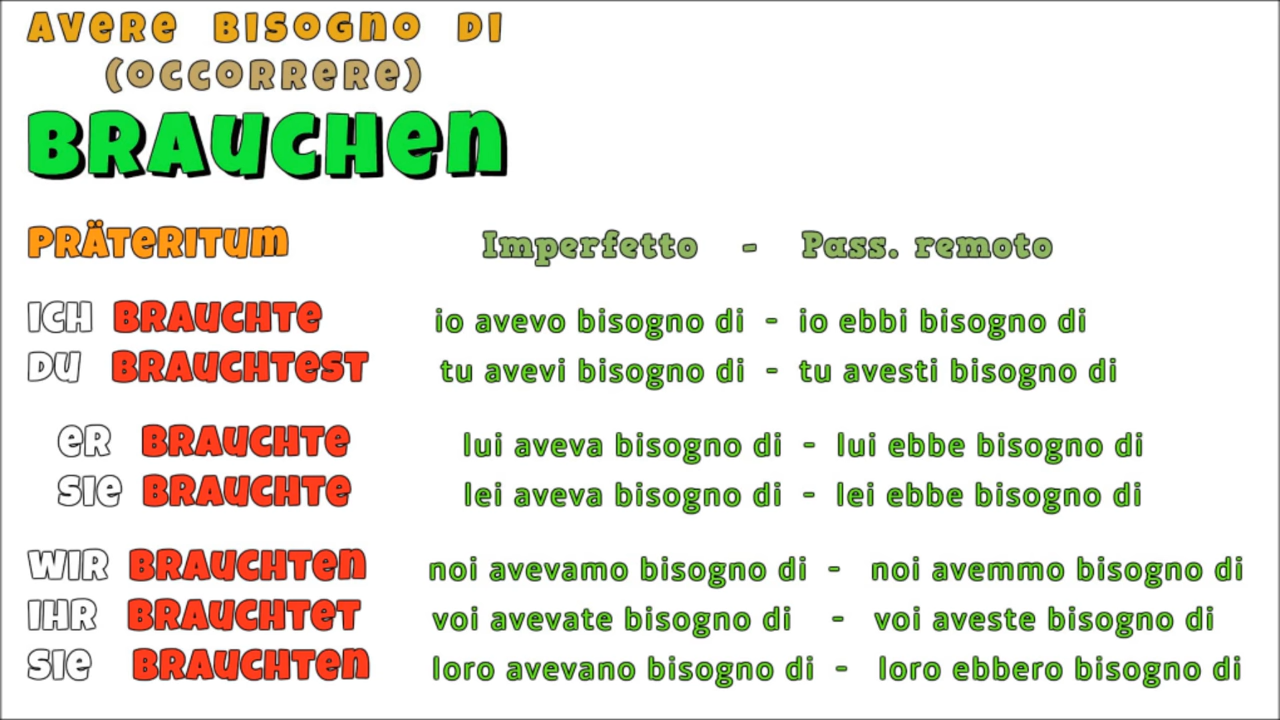 AVERE BISOGNO DI
(OCCORRERE)
BRAUCHEN
PRÄTERITUM Imperfetto - Pass. remoto
ICH BRAUCHTE io avevo bisogno di - io ebbi bisogno di
DU BRAUCHTEST tu avevi bisogno di - tu avesti bisogno di
ER BRAUCHTE lui aveva bisogno di - lui ebbe bisogno di
SIE BRAUCHTE lei aveva bisogno di - lei ebbe bisogno di
WIR BRAUCHTEN noi avevamo bisogno di - noi avemmo bisogno di
IHR BRAUCHTET voi avevate bisogno di - voi aveste bisogno di
SIE BRAUCHTEN loro avevano bisogno di - loro ebbero bisogno di